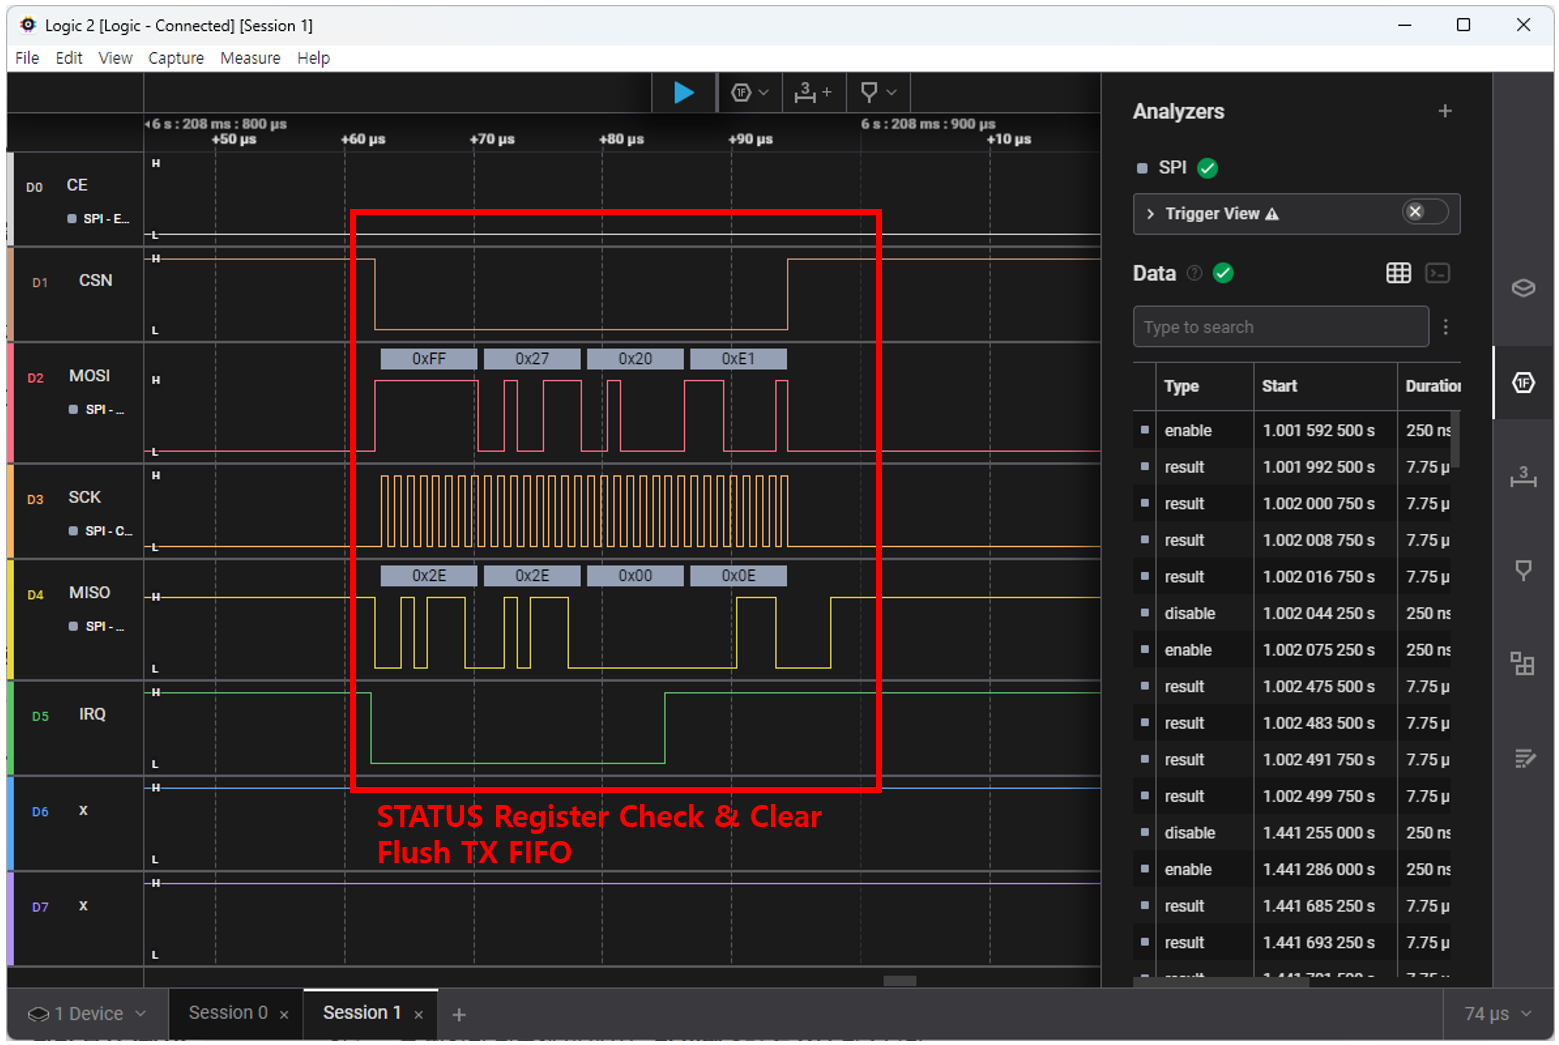 Logic 2 [Logic - Connected] [Session 1]
File Edit View Capture Measure Help
6 s : 208 ms : 800 µs
6 s : 208 ms : 900 µs
+50 µs +60 µs +70 µs +80 µs +90 µs +10 µs
D0 CE
SPI - E...
H
L
D1 CSN
H
L
0xFF 0x27 0x20 0xE1
D2 MOSI
SPI - ...
H
L
D3 SCK
SPI - C...
H
L
0x2E 0x2E 0x00 0x0E
D4 MISO
SPI - ...
H
L
D5 IRQ
H
L
D6 x
H
L
STATUS Register Check & Clear
Flush TX FIFO
D7 x
H
L
Analyzers
SPI
Trigger View
Data
Type to search
Type Start Duration
enable 1.001 592 500 s 250 ns
result 1.001 992 500 s 7.75 µ
result 1.002 000 750 s 7.75 µ
result 1.002 008 750 s 7.75 µ
result 1.002 016 750 s 7.75 µ
disable 1.002 044 250 s 250 ns
enable 1.002 075 250 s 250 ns
result 1.002 475 500 s 7.75 µ
result 1.002 483 500 s 7.75 µ
result 1.002 491 750 s 7.75 µ
result 1.002 499 750 s 7.75 µ
disable 1.441 255 000 s 250 ns
enable 1.441 286 000 s 250 ns
result 1.441 685 250 s 7.75 µ
result 1.441 693 250 s 7.75 µ
1 Device Session 0 Session 1 74 µs